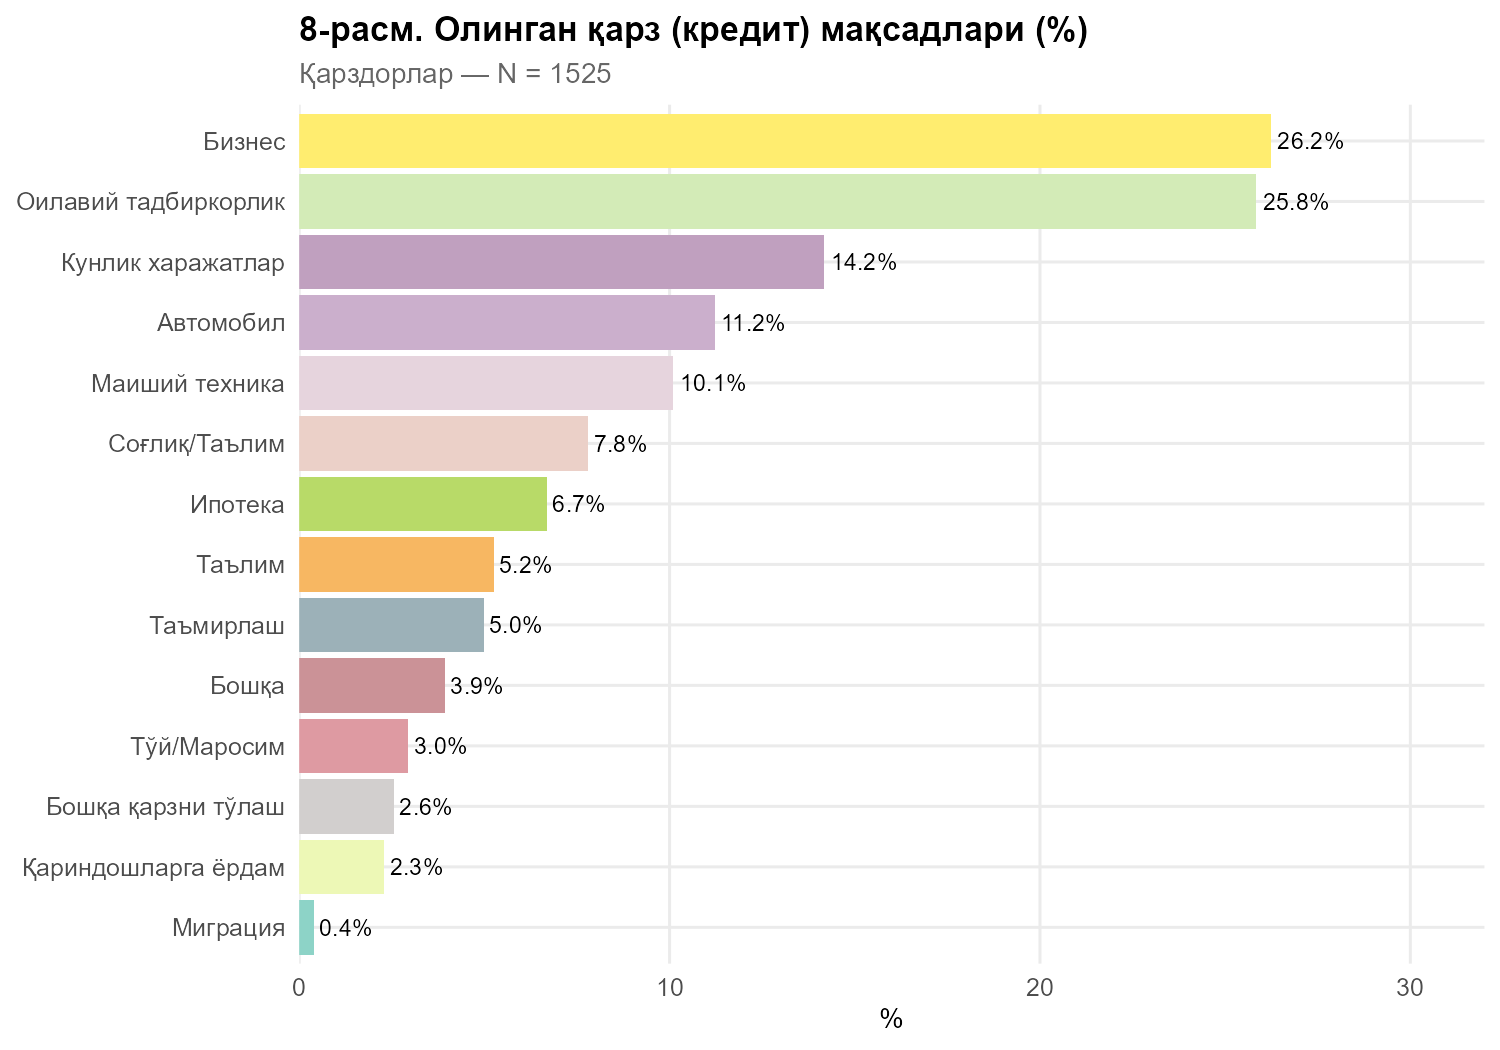 8-расм. Олинган қарз (кредит) мақсадлари (%)
Қарздорлар — N = 1525
Бизнес 26.2%
Оилавий тадбиркорлик 25.8%
Кунлик харажатлар 14.2%
Автомобил 11.2%
Маиший техника 10.1%
Соғлиқ/Таълим 7.8%
Ипотека 6.7%
Таълим 5.2%
Таъмирлаш 5.0%
Бошқа 3.9%
Тўй/Маросим 3.0%
Бошқа қарзни тўлаш 2.6%
Қариндошларга ёрдам 2.3%
Миграция 0.4%
0 10 20 30
%